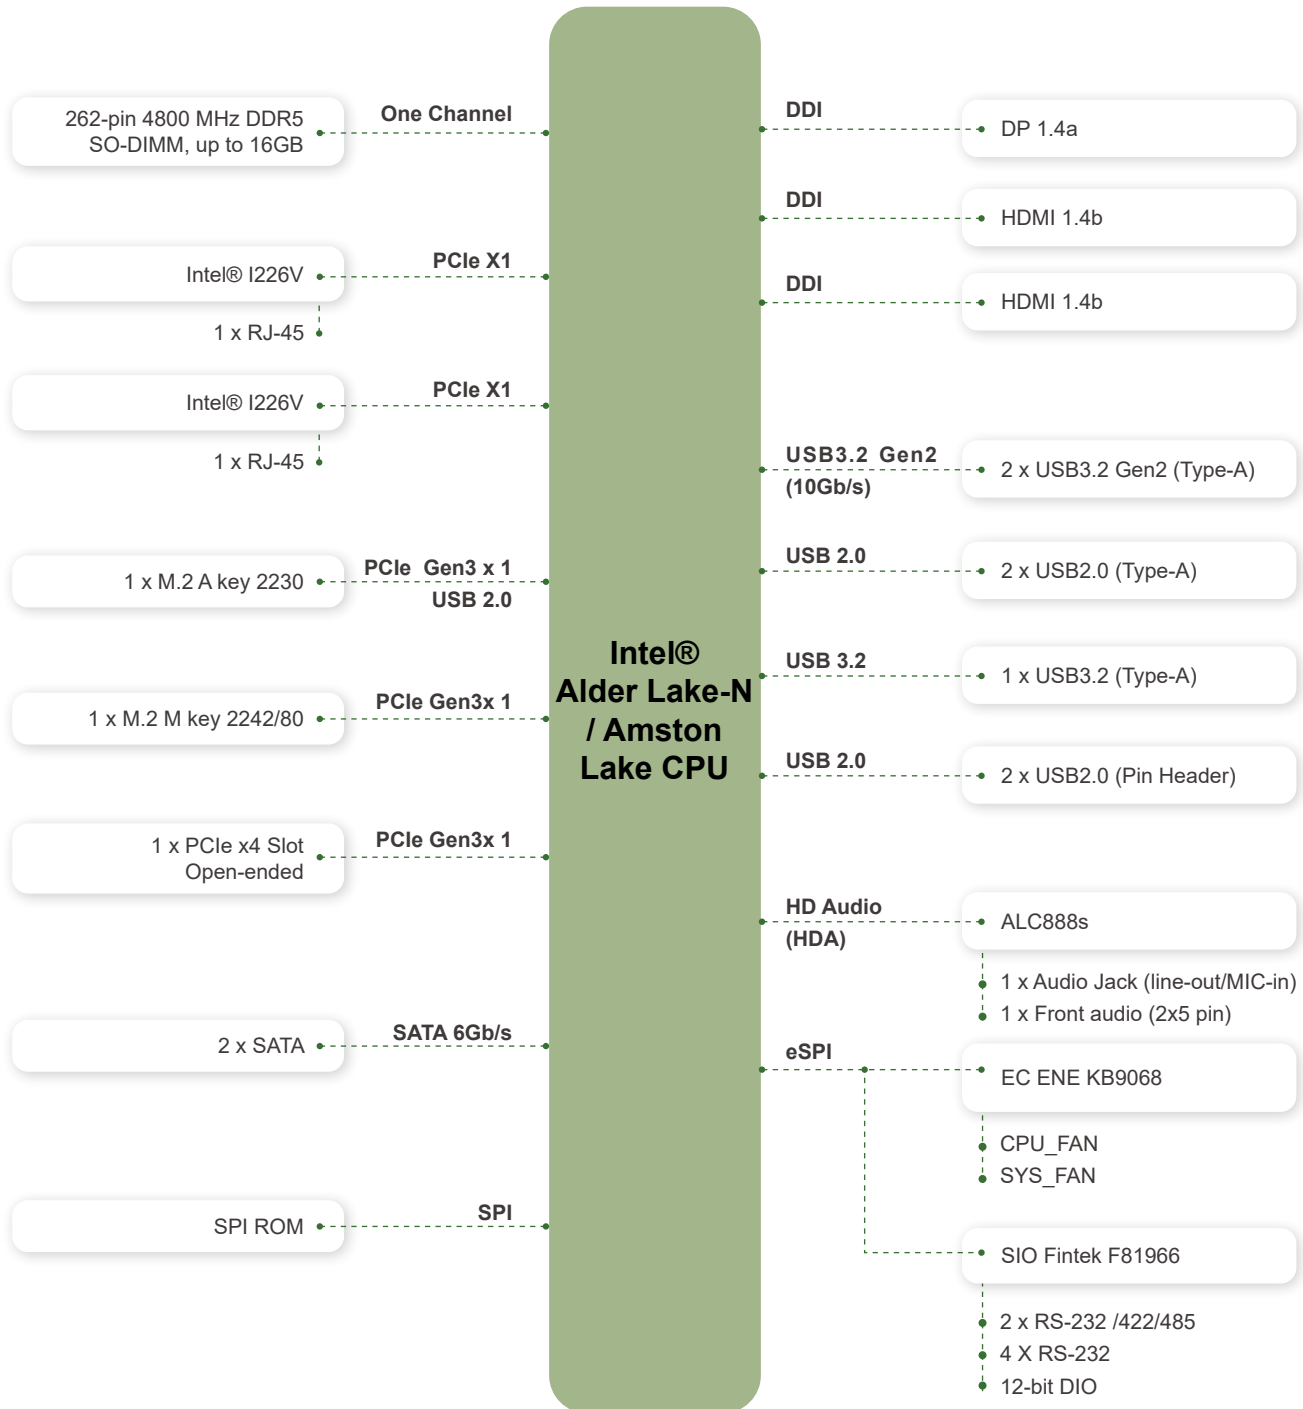 262-pin 4800 MHz DDR5
SO-DIMM, up to 16GB
One Channel
Intel® I226V
PCIe X1
1 x RJ-45
Intel® I226V
PCIe X1
1 x RJ-45
1 x M.2 A key 2230
PCIe Gen3 x 1
USB 2.0
1 x M.2 M key 2242/80
PCIe Gen3x 1
1 x PCIe x4 Slot
Open-ended
PCIe Gen3x 1
2 x SATA
SATA 6Gb/s
SPI ROM
SPI
Intel®
Alder Lake-N
/ Amston
Lake CPU
DDI
DP 1.4a
DDI
HDMI 1.4b
DDI
HDMI 1.4b
USB3.2 Gen2
(10Gb/s)
2 x USB3.2 Gen2 (Type-A)
USB 2.0
2 x USB2.0 (Type-A)
USB 3.2
1 x USB3.2 (Type-A)
USB 2.0
2 x USB2.0 (Pin Header)
HD Audio
(HDA)
ALC888s
1 x Audio Jack (line-out/MIC-in)
1 x Front audio (2x5 pin)
eSPI
EC ENE KB9068
CPU_FAN
SYS_FAN
SIO Fintek F81966
2 x RS-232 /422/485
4 X RS-232
12-bit DIO